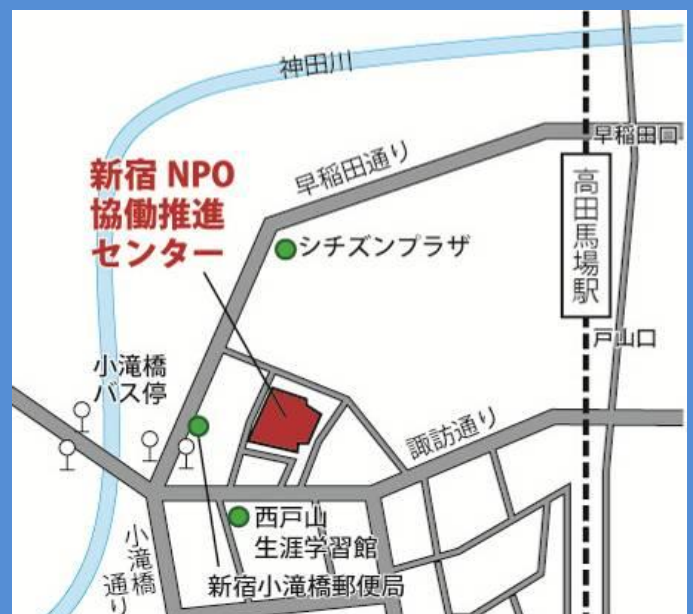 神田川
早稲田口
早稲田通り
新宿 NPO
協働推進
センター
高田馬場駅
シチズンプラザ
戸山口
小滝橋
バス停
諏訪通り
西戸山
生涯学習館
小滝橋
通り
新宿小滝橋郵便局